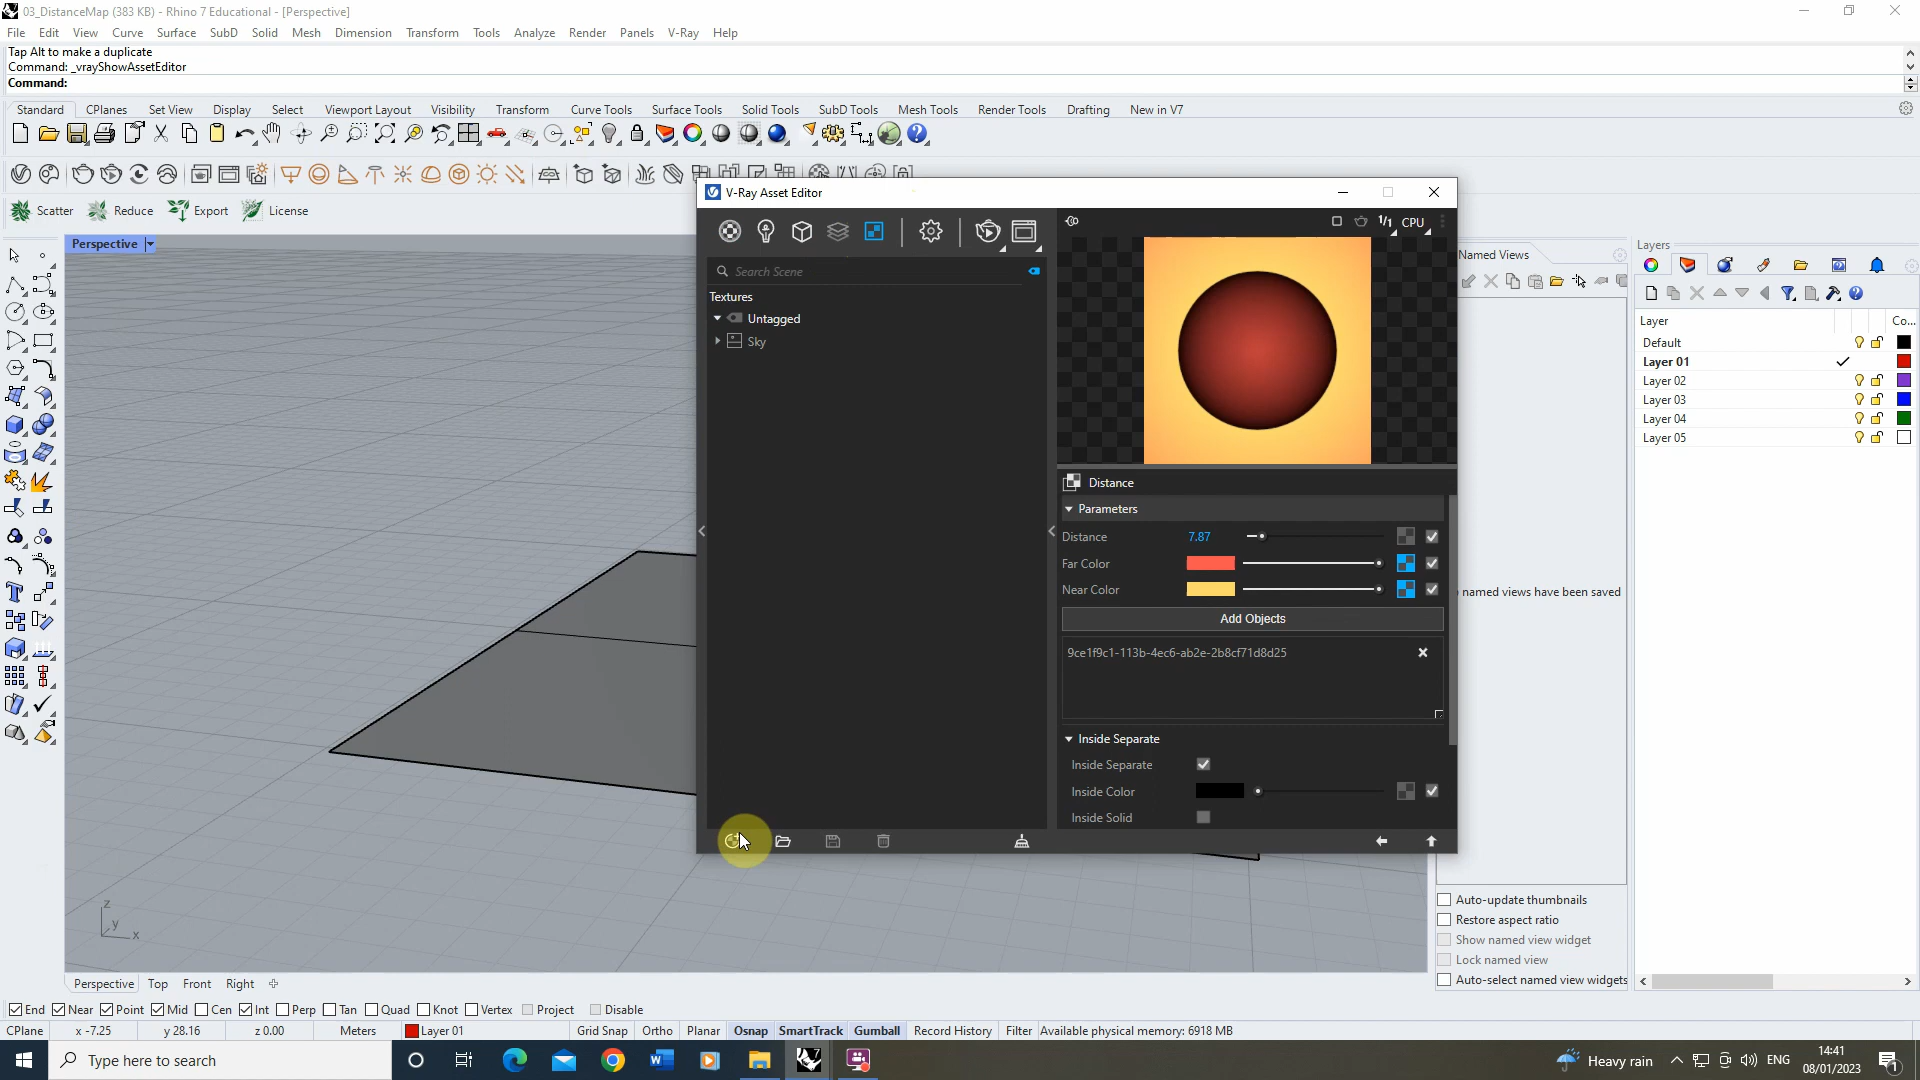 03_DistanceMap (383 KB) - Rhino 7 Educational - [Perspective]
File Edit View Curve Surface SubD Solid Mesh Dimension Transform Tools Analyze Render Panels V-Ray Help
Tap Alt to make a duplicate
Command: _vrayShowAssetEditor
Command:
Standard CPlanes Set View Display Select Viewport Layout Visibility Transform Curve Tools Surface Tools Solid Tools SubD Tools Mesh Tools Render Tools Drafting New in V7
V-Ray Asset Editor
Scatter Reduce Export License
1/1 CPU
Perspective
Named Views
Layers
Search Scene
Textures
Untagged
Sky
Layer Co...
Default
Layer 01
Layer 02
Layer 03
Layer 04
Layer 05
Distance
Parameters
Distance 7.87
Far Color
Near Color
named views have been saved
Add Objects
9ce1f9c1-113b-4ec6-ab2e-2b8cf71d8d25
Inside Separate
Inside Separate
Inside Color
Inside Solid
Auto-update thumbnails
Restore aspect ratio
Show named view widget
Lock named view
Auto-select named view widgets
z
y
x
Perspective Top Front Right
End Near Point Mid Cen Int Perp Tan Quad Knot Vertex Project Disable
CPlane x -7.25 y 28.16 z 0.00 Meters Layer 01 Grid Snap Ortho Planar Osnap SmartTrack Gumball Record History Filter Available physical memory: 6918 MB
Type here to search
Heavy rain ENG
14:41
08/01/2023
1